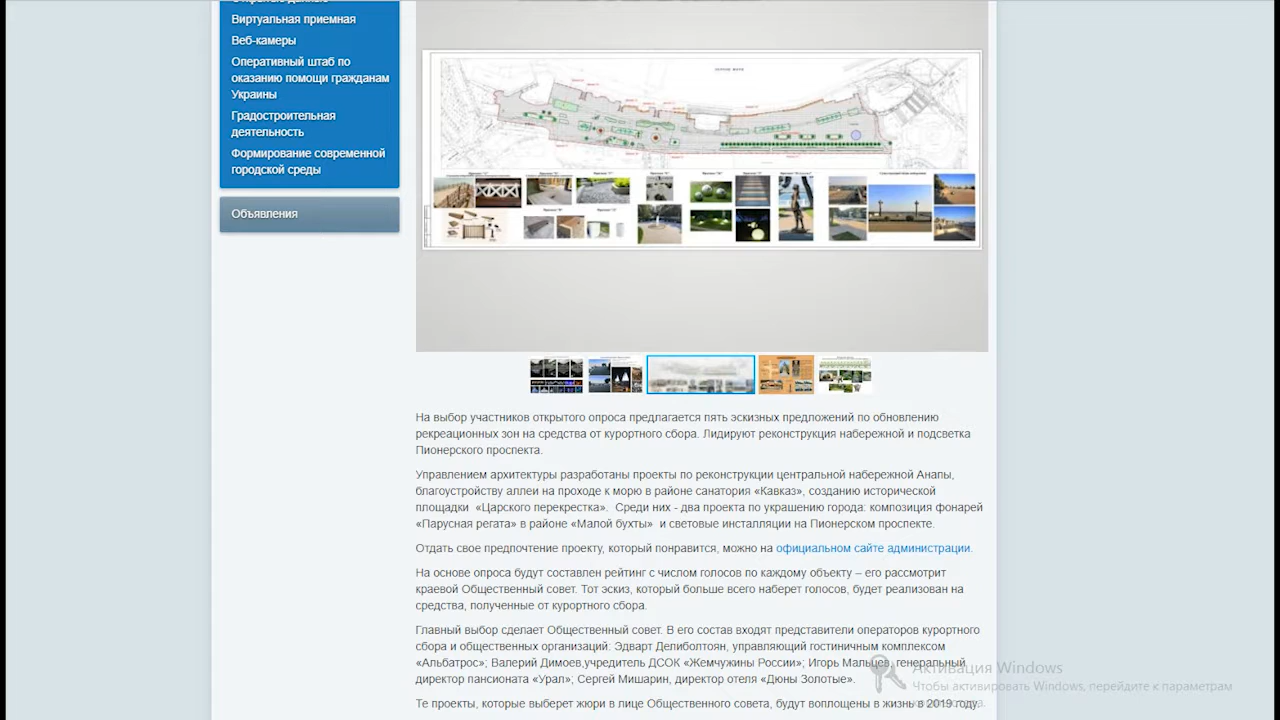 Виртуальная приемная
Веб-камеры
Оперативный штаб по
оказанию помощи гражданам
Украины
Градостроительная
деятельность
Формирование современной
городской среды
Объявления
На выбор участников открытого опроса предлагается пять эскизных предложений по обновлению
рекреационных зон на средства от курортного сбора. Лидируют реконструкция набережной и подсветка
Пионерского проспекта.
Управлением архитектуры разработаны проекты по реконструкции центральной набережной Анапы,
благоустройству аллеи на проходе к морю в районе санатория «Кавказ», созданию исторической
площадки «Царского перекрестка». Среди них - два проекта по украшению города: композиция фонарей
«Парусная регата» в районе «Малой бухты» и световые инсталляции на Пионерском проспекте.
Отдать свое предпочтение проекту, который понравится, можно на официальном сайте администрации.
На основе опроса будут составлен рейтинг с числом голосов по каждому объекту – его рассмотрит
краевой Общественный совет. Тот эскиз, который больше всего наберет голосов, будет реализован на
средства, полученные от курортного сбора.
Главный выбор сделает Общественный совет. В его состав входят представители операторов курортного
сбора и общественных организаций: Эдварт Делиболтоян, управляющий гостиничным комплексом
«Альбатрос»; Валерий Димоев,учредитель ДСОК «Жемчужины России»; Игорь Мальцев, генеральный
директор пансионата «Урал»; Сергей Мишарин, директор отеля «Дюны Золотые».
Активация Windows
Чтобы активировать Windows, перейдите к параметрам
Те проекты, которые выберет жюри в лице Общественного совета, будут воплощены в жизнь в 2019 году.